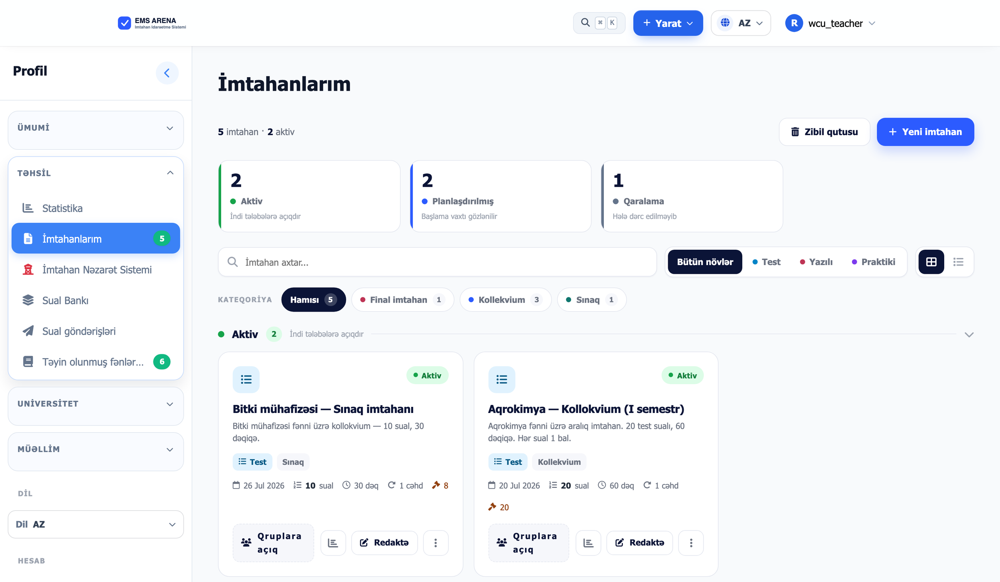 EMS ARENA
İmtahan İdarəetmə Sistemi
⌘ K
+ Yarat
AZ
R wcu_teacher
Profil
ÜMUMİ
TƏHSİL
Statistika
İmtahanlarım 5
İmtahan Nəzarət Sistemi
Sual Bankı
Sual göndərişləri
Təyin olunmuş fənlər... 6
UNİVERSİTET
MÜƏLLİM
DİL
Dil AZ
HESAB
İmtahanlarım
5 imtahan · 2 aktiv
Zibil qutusu
+ Yeni imtahan
2
Aktiv
İndi tələbələrə açıqdır
2
Planlaşdırılmış
Başlama vaxtı gözlənilir
1
Qaralama
Hələ dərc edilməyib
İmtahan axtar...
Bütün növlər Test Yazılı Praktiki
KATEQORİYA Hamısı 5 Final imtahan 1 Kollekvium 3 Sınaq 1
Aktiv 2 İndi tələbələrə açıqdır
Aktiv
Bitki mühafizəsi — Sınaq imtahanı
Bitki mühafizəsi fənni üzrə kollokvium — 10 sual, 30
dəqiqə.
Test Sınaq
26 Jul 2026 10 sual 30 dəq 1 cəhd 8
Qruplara
açıq
Redaktə
Aktiv
Aqrokimya — Kollokvium (I semestr)
Aqrokimya fənni üzrə aralıq imtahan. 20 test sualı, 60
dəqiqə. Hər sual 1 bal.
Test Kollekvium
20 Jul 2026 20 sual 60 dəq 1 cəhd
20
Qruplara
açıq
Redaktə